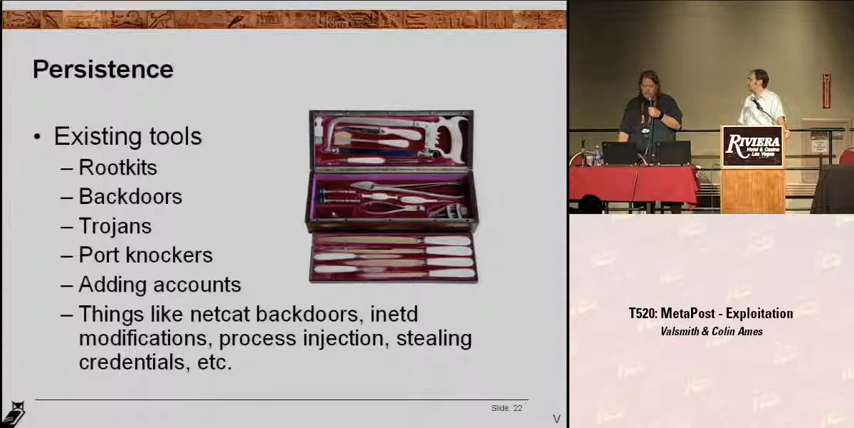 Persistence
• Existing tools
– Rootkits
– Backdoors
– Trojans
– Port knockers
– Adding accounts
– Things like netcat backdoors, inetd
modifications, process injection, stealing
credentials, etc.
Slide: 22
V
RIVIERA
Hotel & Casino
Las Vegas
T520: MetaPost - Exploitation
Valsmith & Colin Ames